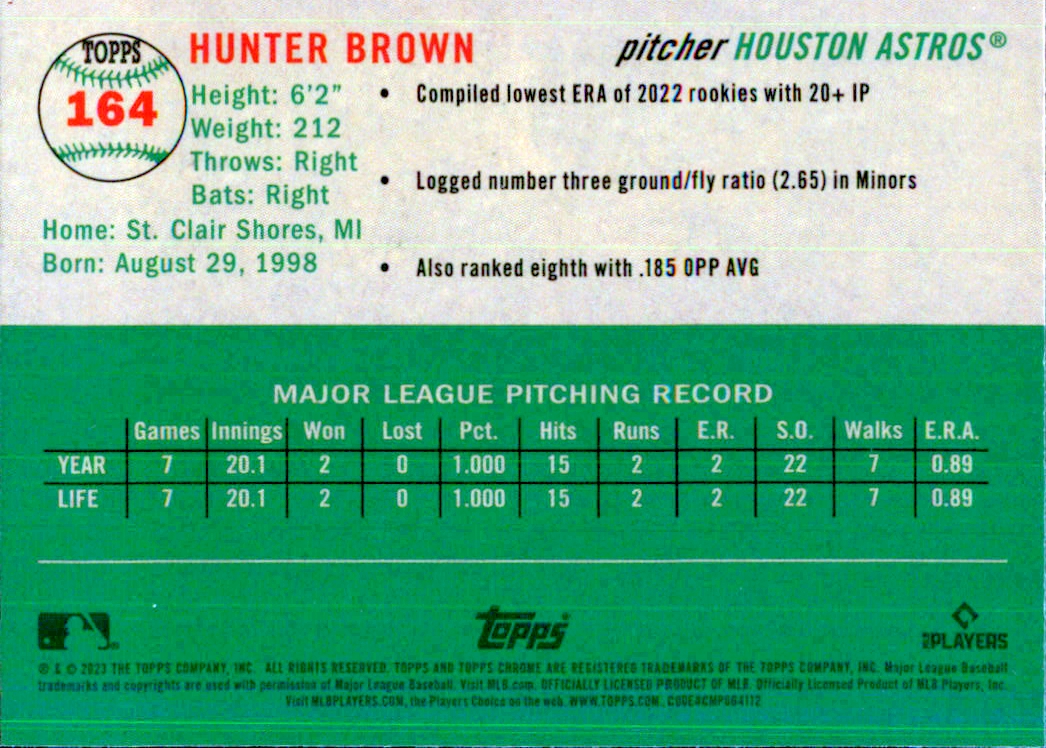 TOPPS
164
HUNTER BROWN
pitcher HOUSTON ASTROS®
Height: 6'2"
Weight: 212
Throws: Right
Bats: Right
Home: St. Clair Shores, MI
Born: August 29, 1998
• Compiled lowest ERA of 2022 rookies with 20+ IP
• Logged number three ground/fly ratio (2.65) in Minors
• Also ranked eighth with .185 OPP AVG
MAJOR LEAGUE PITCHING RECORD
Games Innings Won Lost Pct. Hits Runs E.R. S.O. Walks E.R.A.
YEAR 7 20.1 2 0 1.000 15 2 2 22 7 0.89
LIFE 7 20.1 2 0 1.000 15 2 2 22 7 0.89
topps
PLAYERS
® & © 2023 THE TOPPS COMPANY, INC. ALL RIGHTS RESERVED. TOPPS AND TOPPS CHROME ARE REGISTERED TRADEMARKS OF THE TOPPS COMPANY, INC. Major League Baseball
trademarks and copyrights are used with permission of Major League Baseball. Visit MLB.com. OFFICIALLY LICENSED PRODUCT OF MLB Officially Licensed Product of MLB Players, Inc.
Visit MLBPLAYERS.COM, the Players Choice on the web. WWW.TOPPS.COM. CODE#CMP064112